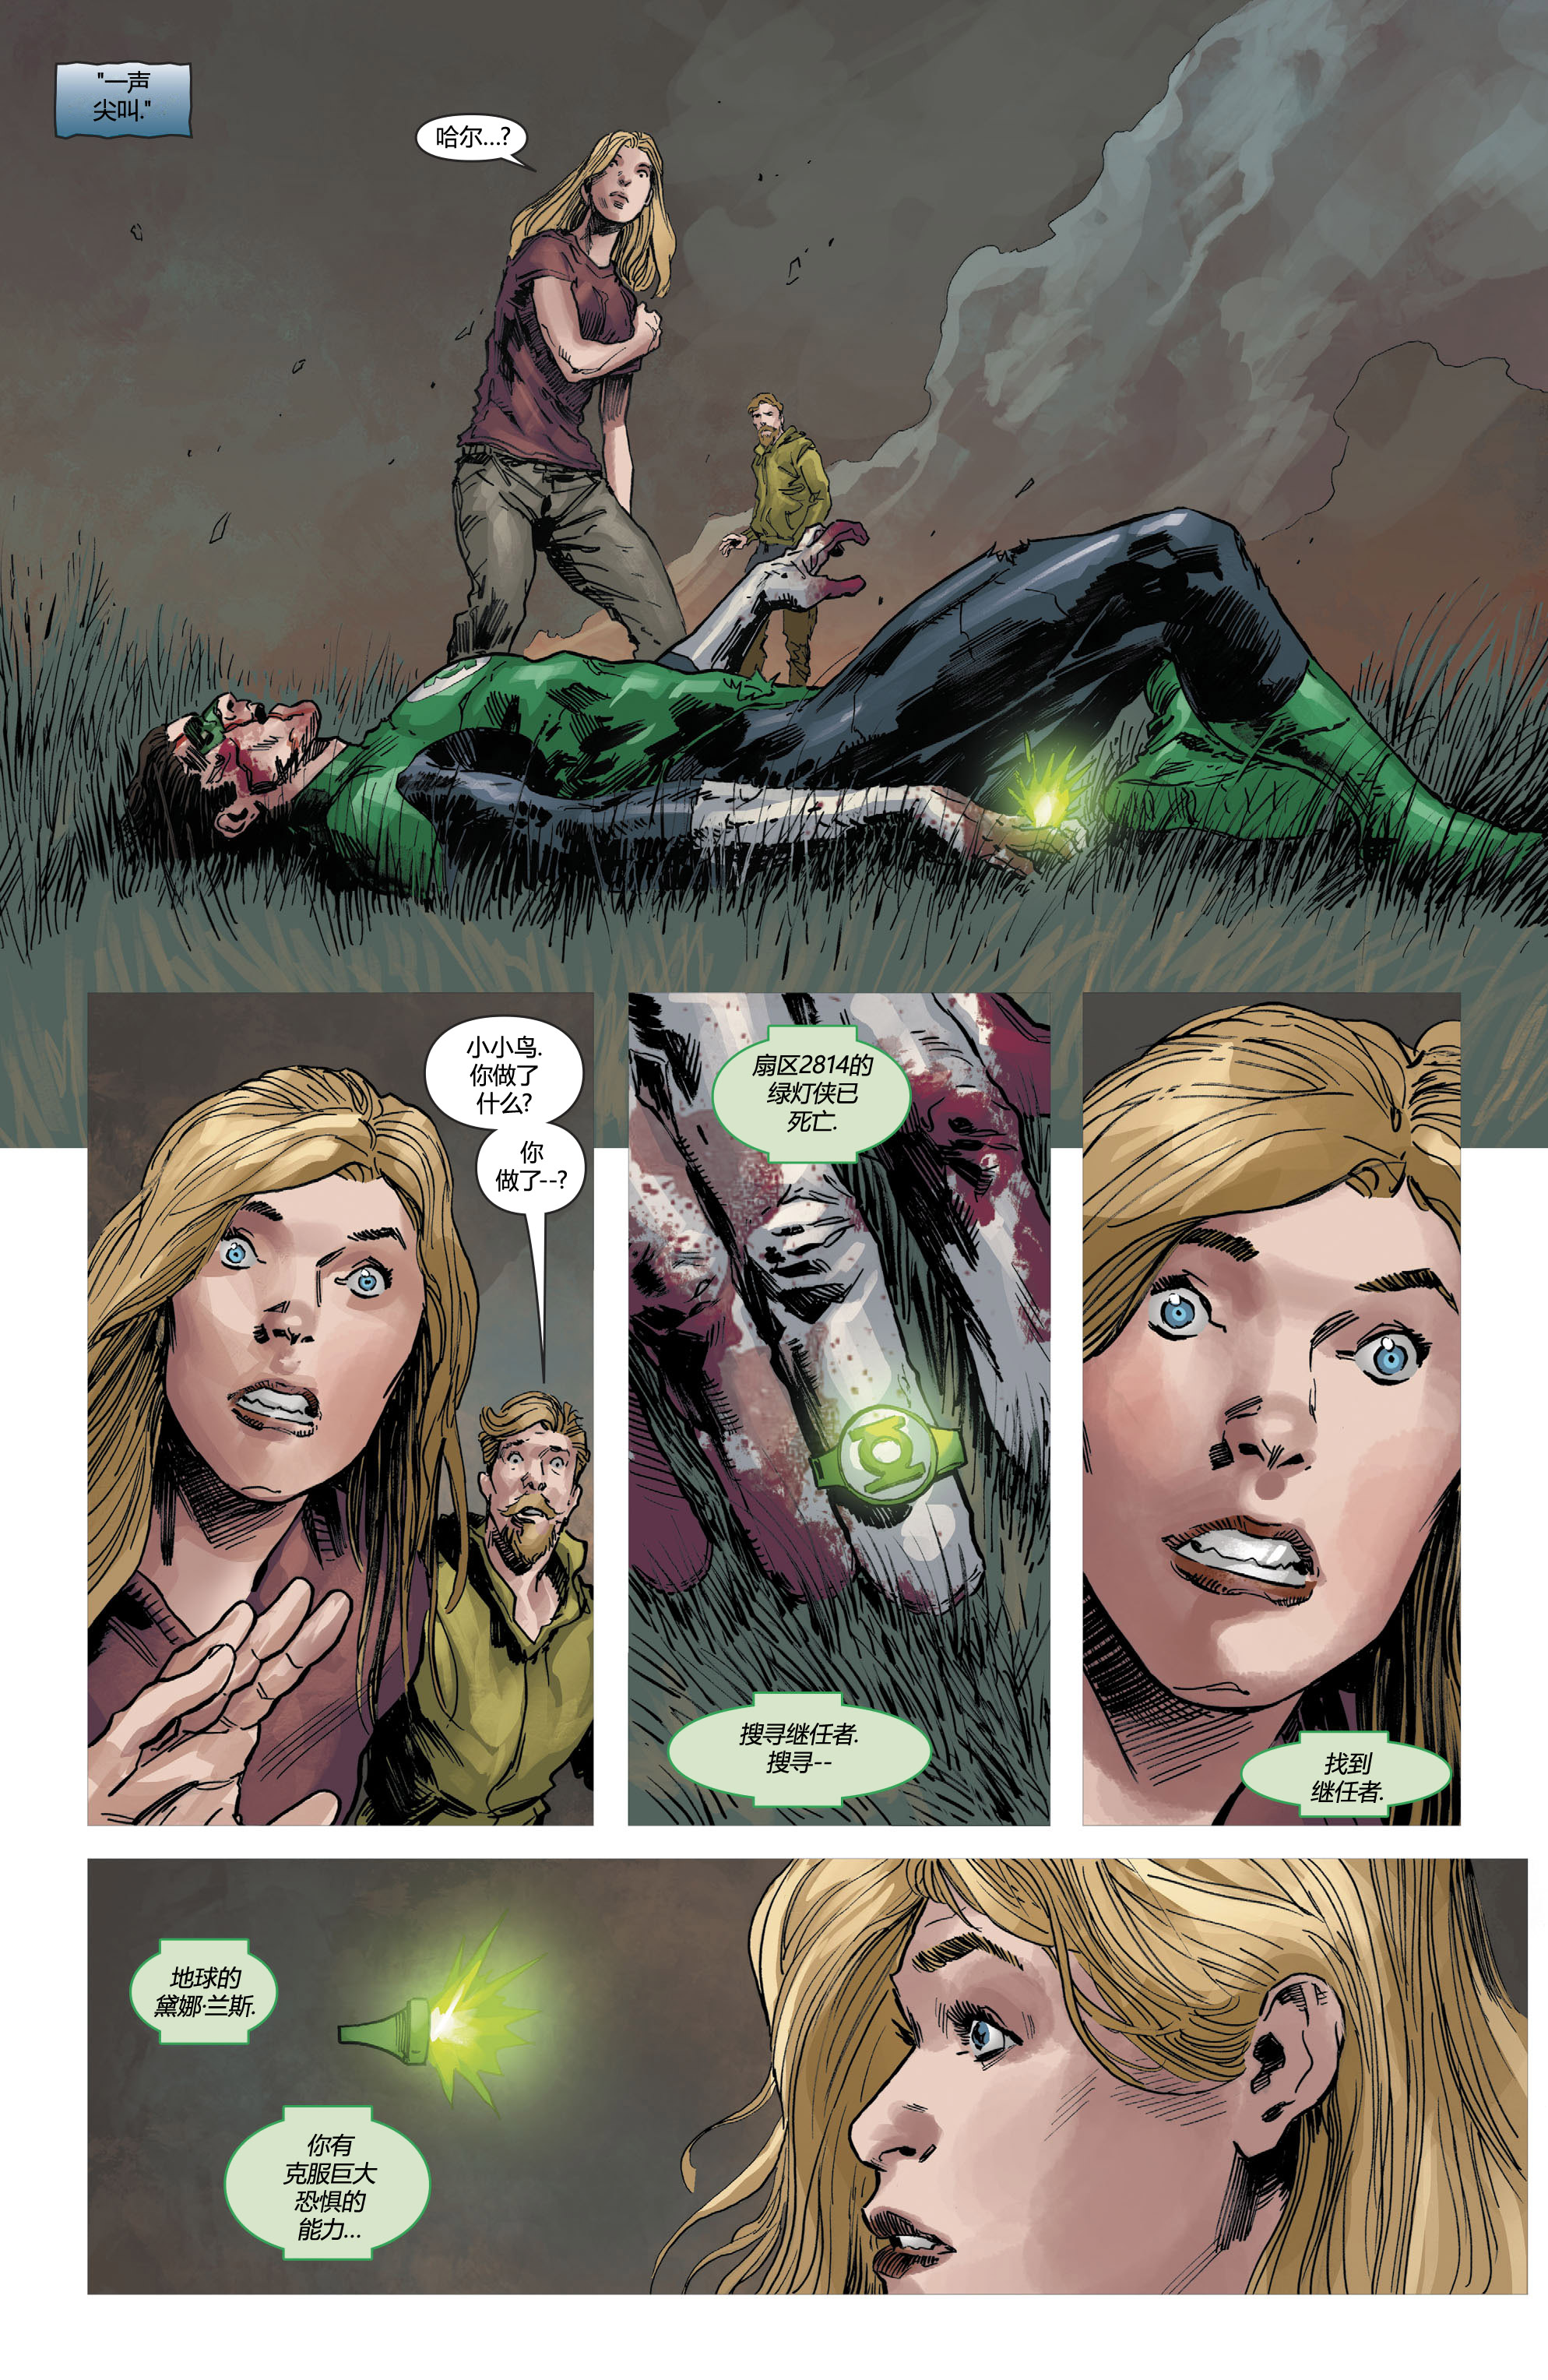 "一声
尖叫."
哈尔...?
小小鸟.
你做了
什么?
你
做了--?
扇区2814的
绿灯侠已
死亡.
搜寻继任者.
搜寻--
找到
继任者.
地球的
黛娜·兰斯.
你有
克服巨大
恐惧的
能力...